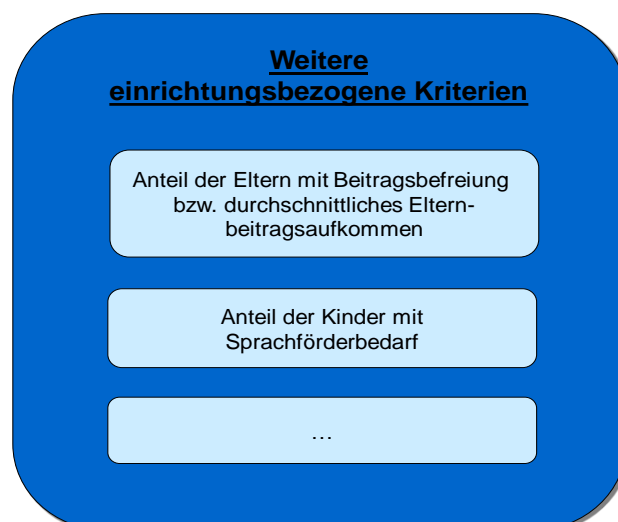 Weitere
einrichtungsbezogene Kriterien
Anteil der Eltern mit Beitragsbefreiung
bzw. durchschnittliches Eltern-
beitragsaufkommen
Anteil der Kinder mit
Sprachförderbedarf
…